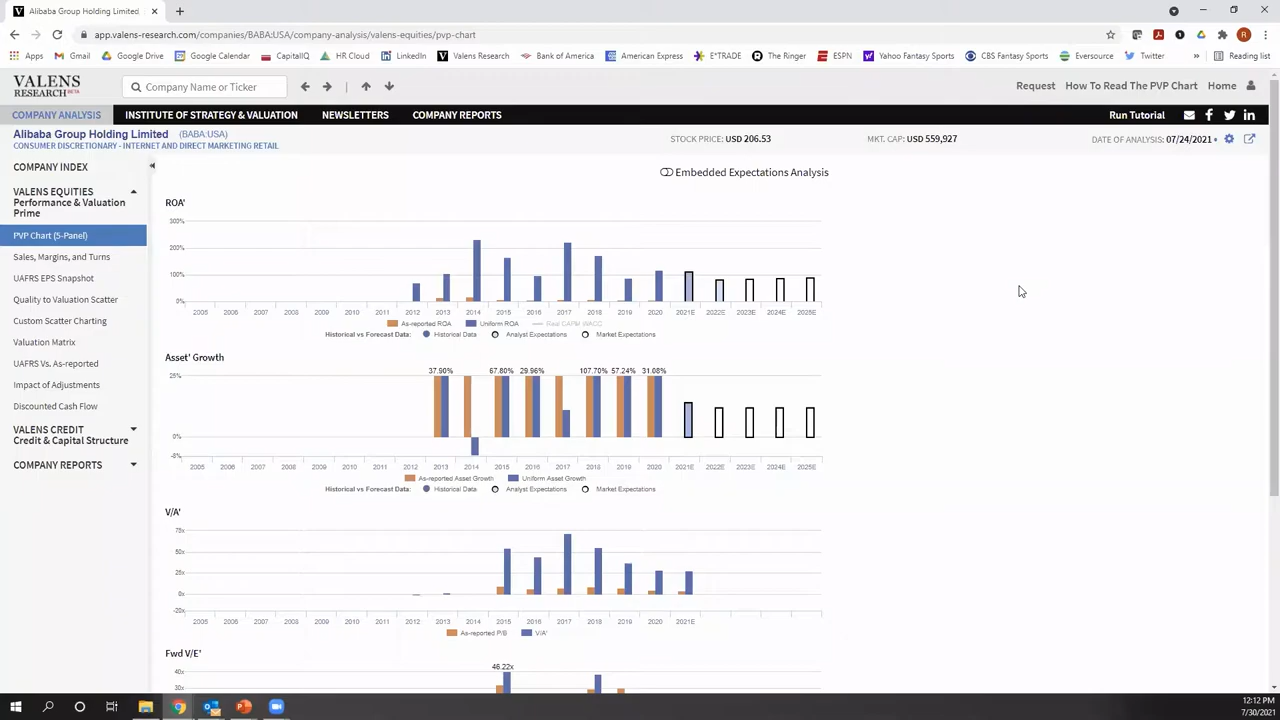 Alibaba Group Holding Limited
app.valens-research.com/companies/BABA:USA/company-analysis/valens-equities/pvp-chart
Apps Gmail Google Drive Google Calendar CapitalIQ HR Cloud LinkedIn Valens Research Bank of America American Express E*TRADE The Ringer ESPN Yahoo Fantasy Sports CBS Fantasy Sports Eversource Twitter » Reading list
VALENS
RESEARCH BETA
Company Name or Ticker
Request How To Read The PVP Chart Home
COMPANY ANALYSIS INSTITUTE OF STRATEGY & VALUATION NEWSLETTERS COMPANY REPORTS Run Tutorial
Alibaba Group Holding Limited (BABA:USA)
CONSUMER DISCRETIONARY - INTERNET AND DIRECT MARKETING RETAIL
STOCK PRICE: USD 206.53 MKT. CAP: USD 559,927 DATE OF ANALYSIS: 07/24/2021
COMPANY INDEX
VALENS EQUITIES
Performance & Valuation
Prime
PVP Chart (5-Panel)
Sales, Margins, and Turns
UAFRS EPS Snapshot
Quality to Valuation Scatter
Custom Scatter Charting
Valuation Matrix
UAFRS Vs. As-reported
Impact of Adjustments
Discounted Cash Flow
VALENS CREDIT
Credit & Capital Structure
COMPANY REPORTS
Embedded Expectations Analysis
ROA'
300%
200%
100%
0%
2005 2006 2007 2008 2009 2010 2011 2012 2013 2014 2015 2016 2017 2018 2019 2020 2021E 2022E 2023E 2024E 2025E
As-reported ROA Uniform ROA Real CAPM WACC
Historical vs Forecast Data: Historical Data Analyst Expectations Market Expectations
Asset' Growth
37.90% 67.80% 29.96% 107.70% 57.24% 31.08%
25%
0%
-8%
2005 2006 2007 2008 2009 2010 2011 2012 2013 2014 2015 2016 2017 2018 2019 2020 2021E 2022E 2023E 2024E 2025E
As-reported Asset Growth Uniform Asset Growth
Historical vs Forecast Data: Historical Data Analyst Expectations Market Expectations
V/A'
75x
50x
25x
0x
-20x
2005 2006 2007 2008 2009 2010 2011 2012 2013 2014 2015 2016 2017 2018 2019 2020 2021E
As-reported P/B V/A'
Fwd V/E'
46.22x
40x
30x
12:12 PM
7/30/2021